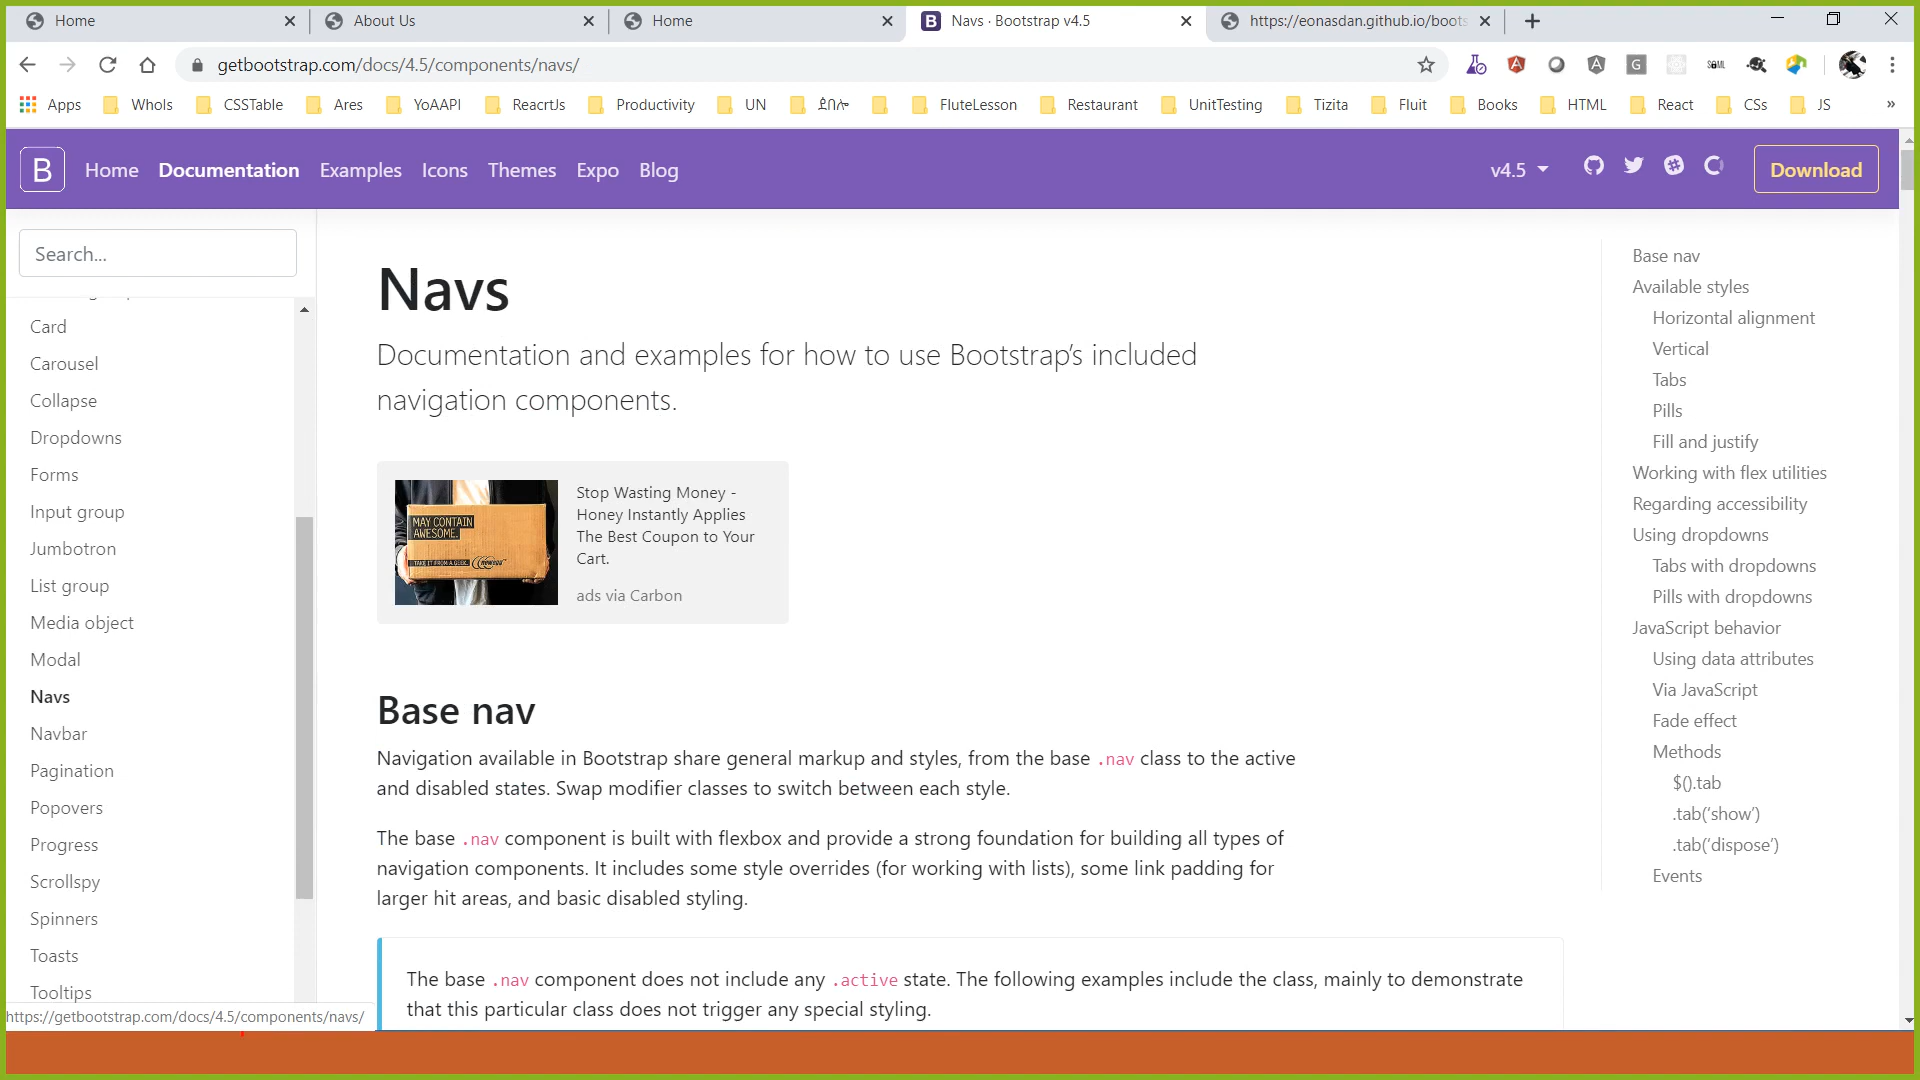 Home
About Us
Home
Navs · Bootstrap v4.5
https://eonasdan.github.io/boots
getbootstrap.com/docs/4.5/components/navs/
Apps
WhoIs
CSSTable
Ares
YoAAPI
ReacrtJs
Productivity
UN
FluteLesson
Restaurant
UnitTesting
Tizita
Fluit
Books
HTML
React
CSs
JS
»
B
Home
Documentation
Examples
Icons
Themes
Expo
Blog
v4.5
Download
Search...
Card
Carousel
Collapse
Dropdowns
Forms
Input group
Jumbotron
List group
Media object
Modal
Navs
Navbar
Pagination
Popovers
Progress
Scrollspy
Spinners
Toasts
Tooltips
https://getbootstrap.com/docs/4.5/components/navs/
Navs
Documentation and examples for how to use Bootstrap’s included
navigation components.
MAY CONTAIN
AWESOME.
TAKE IT FROM A GEEK.
newegg
Stop Wasting Money -
Honey Instantly Applies
The Best Coupon to Your
Cart.
ads via Carbon
Base nav
Navigation available in Bootstrap share general markup and styles, from the base .nav class to the active
and disabled states. Swap modifier classes to switch between each style.
The base .nav component is built with flexbox and provide a strong foundation for building all types of
navigation components. It includes some style overrides (for working with lists), some link padding for
larger hit areas, and basic disabled styling.
The base .nav component does not include any .active state. The following examples include the class, mainly to demonstrate
that this particular class does not trigger any special styling.
Base nav
Available styles
Horizontal alignment
Vertical
Tabs
Pills
Fill and justify
Working with flex utilities
Regarding accessibility
Using dropdowns
Tabs with dropdowns
Pills with dropdowns
JavaScript behavior
Using data attributes
Via JavaScript
Fade effect
Methods
$().tab
.tab(‘show’)
.tab(‘dispose’)
Events